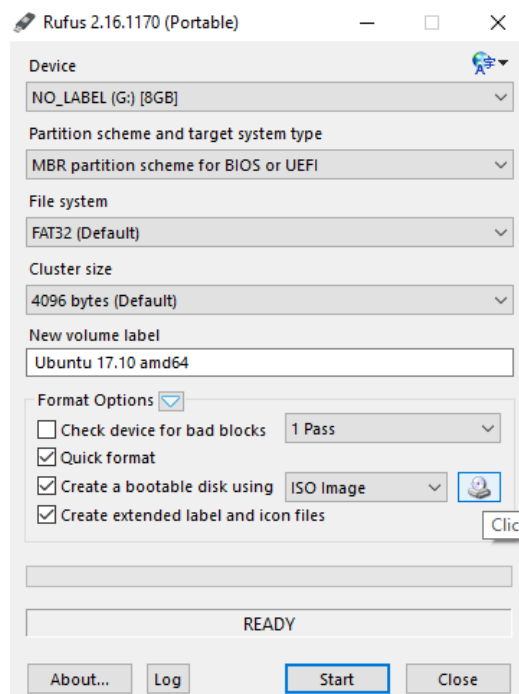 Rufus 2.16.1170 (Portable)
Device
NO_LABEL (G:) [8GB]
Partition scheme and target system type
MBR partition scheme for BIOS or UEFI
File system
FAT32 (Default)
Cluster size
4096 bytes (Default)
New volume label
Ubuntu 17.10 amd64
Format Options
Check device for bad blocks 1 Pass
Quick format
Create a bootable disk using ISO Image
Create extended label and icon files
Clic
READY
About... Log Start Close